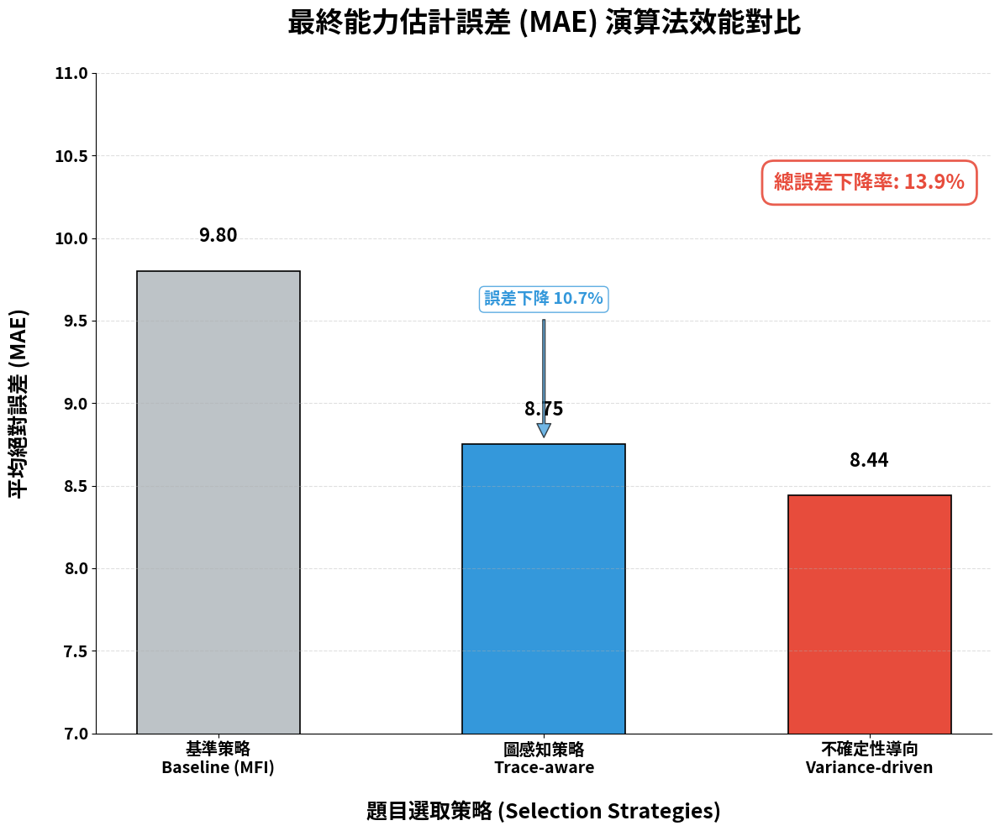 最終能力估計誤差 (MAE) 演算法效能對比
平均絕對誤差 (MAE)
11.0
10.5
10.0
9.5
9.0
8.5
8.0
7.5
7.0
總誤差下降率: 13.9%
9.80
誤差下降 10.7%
8.75
8.44
基準策略
Baseline (MFI)
圖感知策略
Trace-aware
不確定性導向
Variance-driven
題目選取策略 (Selection Strategies)